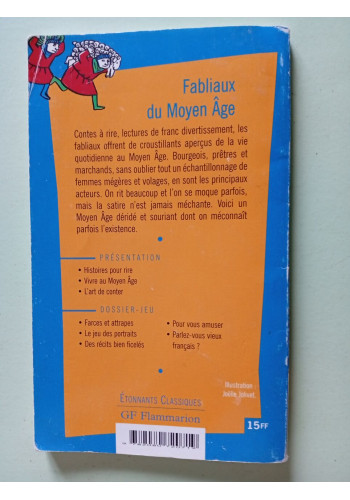 Fabliaux
du Moyen Âge
Contes à rire, lectures de franc divertissement, les
fabliaux offrent de croustillants aperçus de la vie
quotidienne au Moyen Âge. Bourgeois, prêtres et
marchands, sans oublier tout un échantillonnage de
femmes mégères et volages, en sont les principaux
acteurs. On rit beaucoup et l'on se moque parfois,
mais la satire n'est jamais méchante. Voici un
Moyen Âge déridé et souriant dont on méconnaît
parfois l'existence.
PRÉSENTATION
• Histoires pour rire
• Vivre au Moyen Âge
• L'art de conter
DOSSIER-JEU
• Farces et attrapes
• Le jeu des portraits
• Des récits bien ficelés
• Pour vous amuser
• Parlez-vous vieux
français ?
Illustration :
Joëlle Jolivet
ÉTONNANTS CLASSIQUES
GF Flammarion
15FF